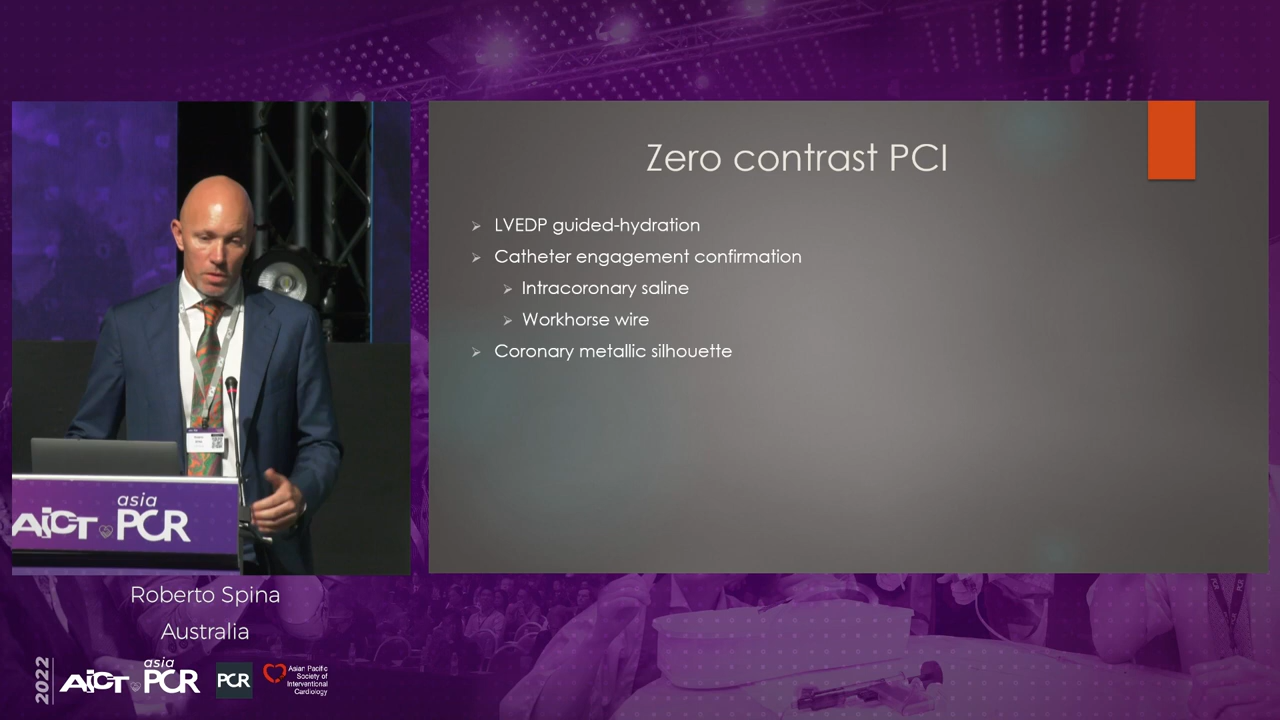 Zero contrast PCI
LVEDP guided-hydration
Catheter engagement confirmation
Intracoronary saline
Workhorse wire
Coronary metallic silhouette
asia
AICT PCR
Roberto Spina
Australia
2022
AICT asia PCR
PCR
Asian Pacific
Society of
Interventional
Cardiology